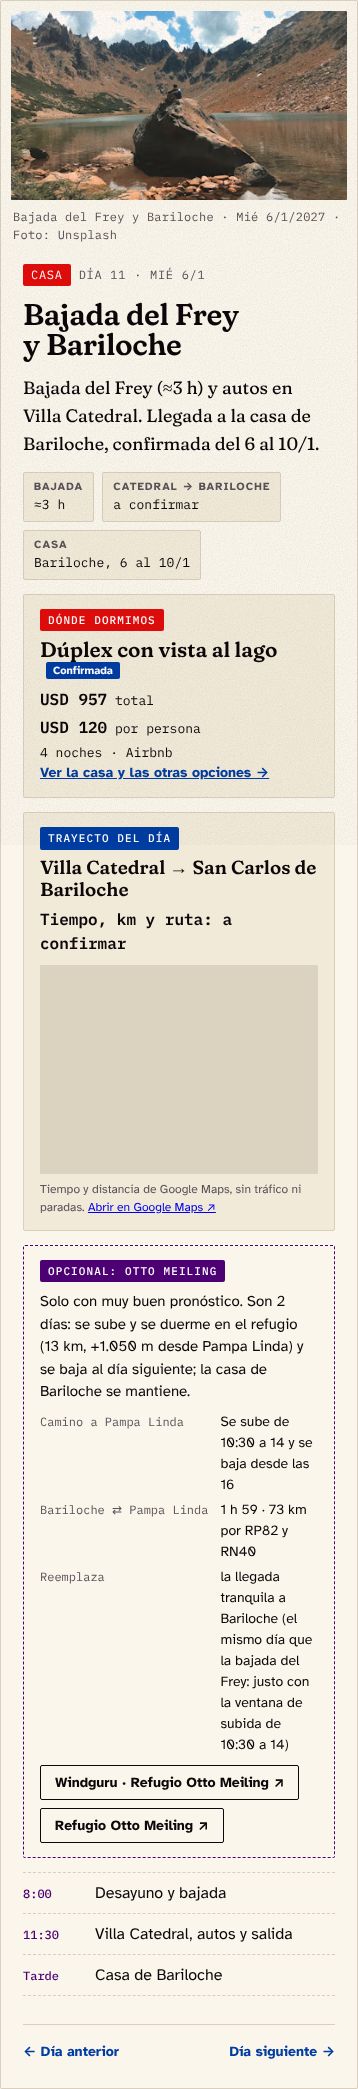 Bajada del Frey y Bariloche · Mié 6/1/2027 ·
Foto: Unsplash
CASA DÍA 11 · MIÉ 6/1
Bajada del Frey
y Bariloche
Bajada del Frey (≈3 h) y autos en
Villa Catedral. Llegada a la casa de
Bariloche, confirmada del 6 al 10/1.
BAJADA
≈3 h
CATEDRAL → BARILOCHE
a confirmar
CASA
Bariloche, 6 al 10/1
DÓNDE DORMIMOS
Dúplex con vista al lago
Confirmada
USD 957 total
USD 120 por persona
4 noches · Airbnb
Ver la casa y las otras opciones →
TRAYECTO DEL DÍA
Villa Catedral → San Carlos de
Bariloche
Tiempo, km y ruta: a
confirmar
Tiempo y distancia de Google Maps, sin tráfico ni
paradas. Abrir en Google Maps ↗
OPCIONAL: OTTO MEILING
Solo con muy buen pronóstico. Son 2
días: se sube y se duerme en el refugio
(13 km, +1.050 m desde Pampa Linda) y
se baja al día siguiente; la casa de
Bariloche se mantiene.
Camino a Pampa Linda
Se sube de
10:30 a 14 y se
baja desde las
16
Bariloche ⇄ Pampa Linda
1 h 59 · 73 km
por RP82 y
RN40
Reemplaza
la llegada
tranquila a
Bariloche (el
mismo día que
la bajada del
Frey: justo con
la ventana de
subida de
10:30 a 14)
Windguru · Refugio Otto Meiling ↗
Refugio Otto Meiling ↗
8:00 Desayuno y bajada
11:30 Villa Catedral, autos y salida
Tarde Casa de Bariloche
← Día anterior Día siguiente →